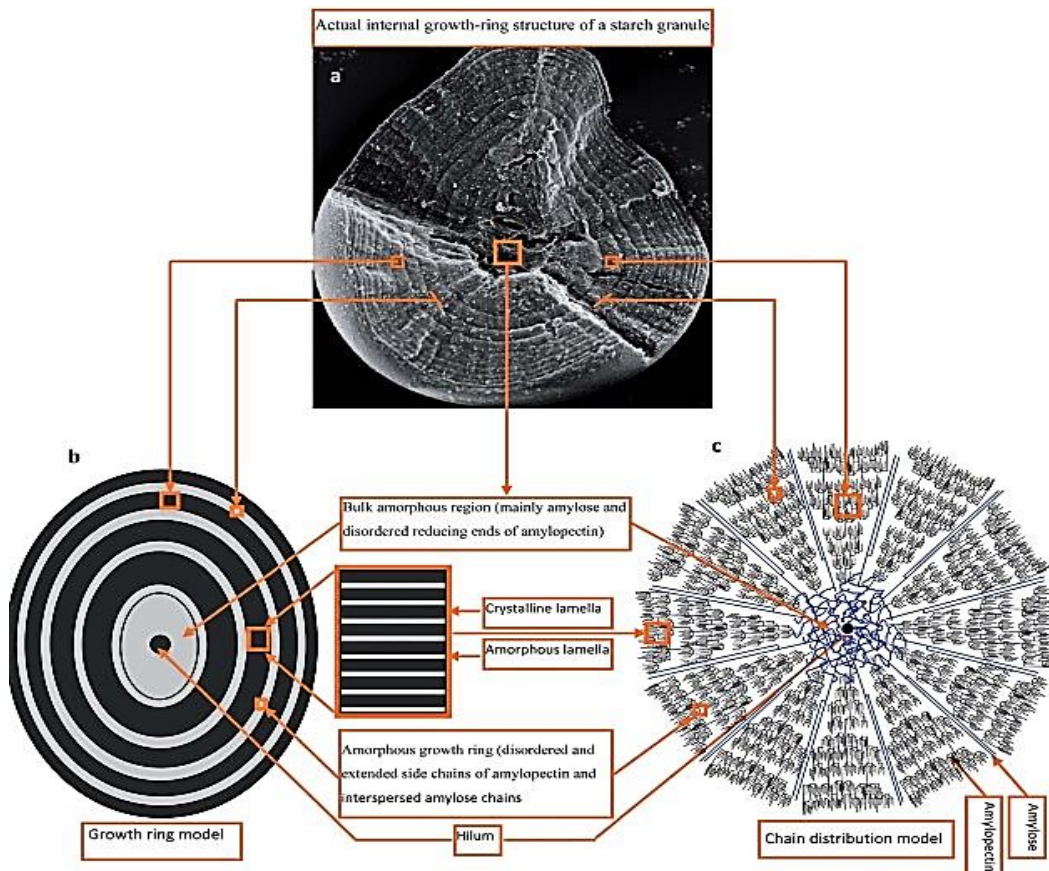 Actual internal growth-ring structure of a starch granule
a
b
c
Bulk amorphous region (mainly amylose and
disordered reducing ends of amylopectin)
Crystalline lamella
Amorphous lamella
Amorphous growth ring (disordered and
extended side chains of amylopectin and
interspersed amylose chains
Growth ring model
Hilum
Chain distribution model
Amylopectin
Amylose